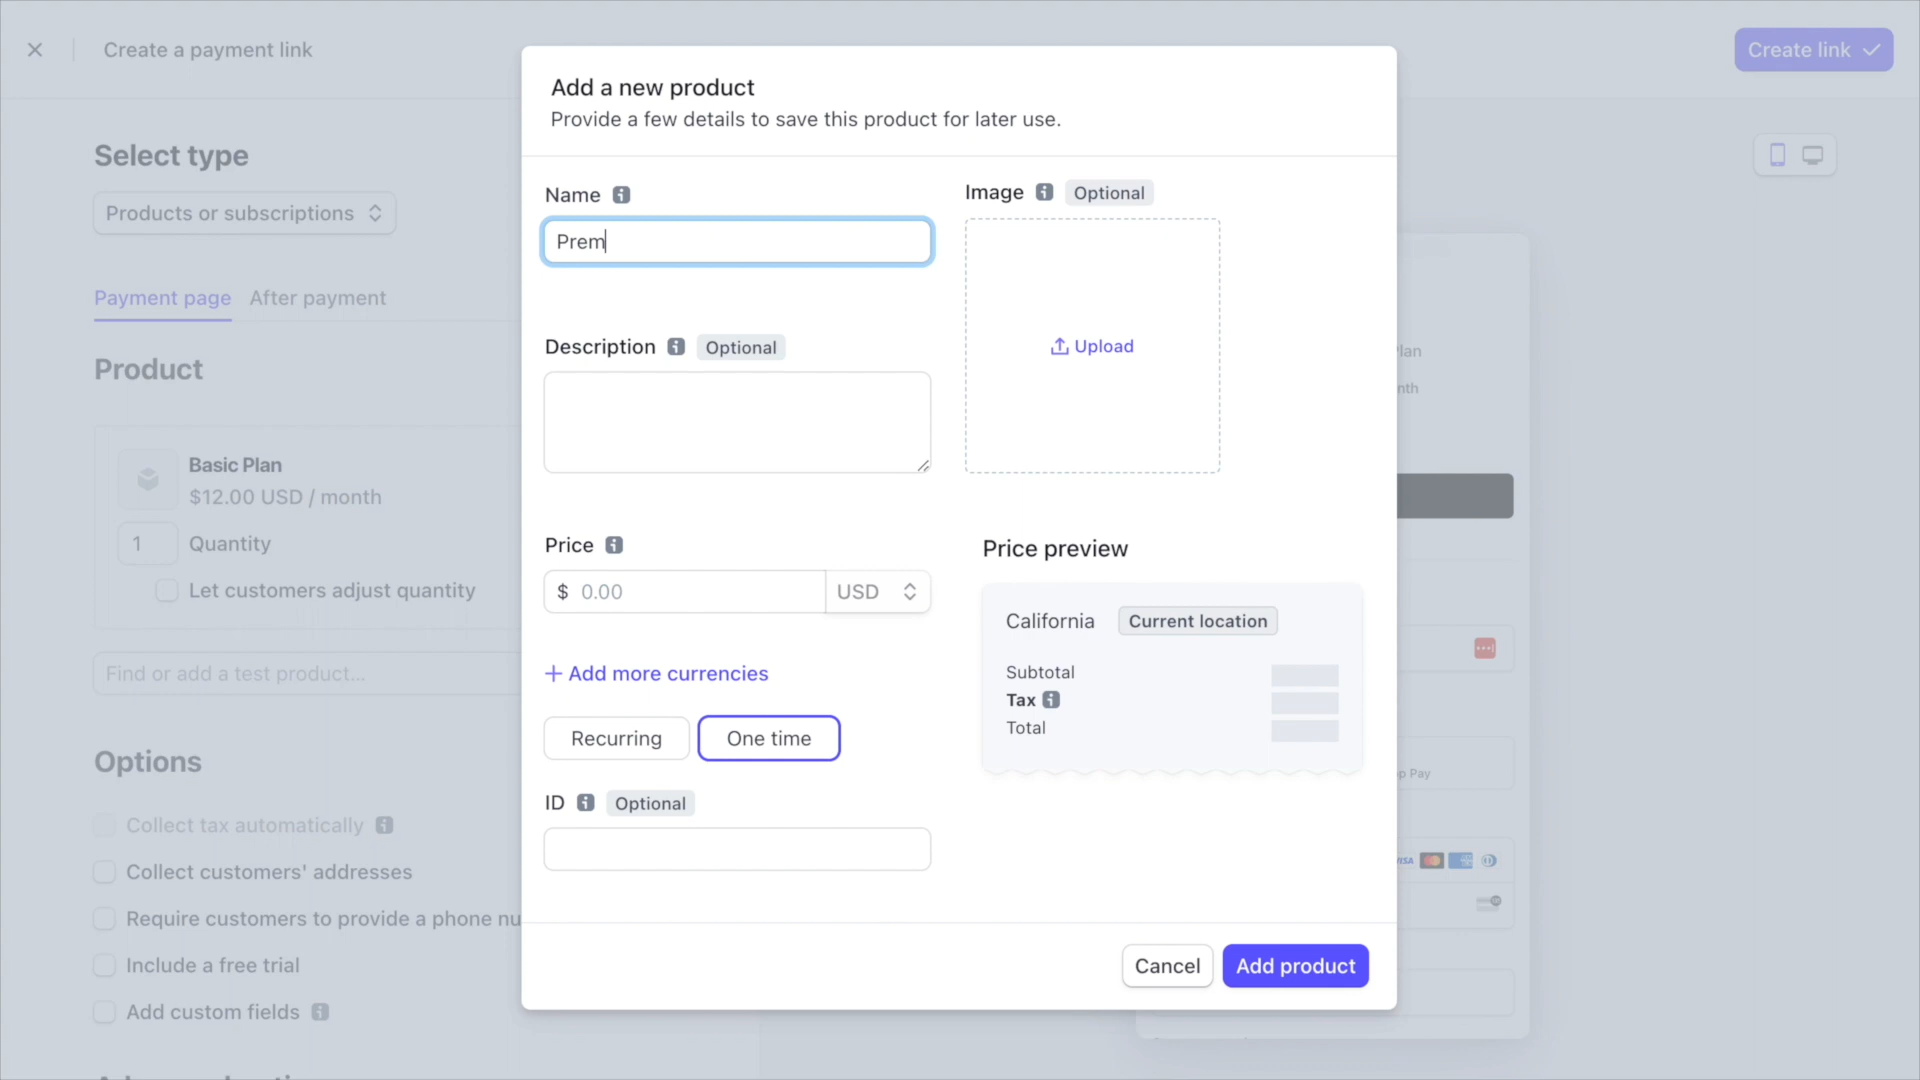 Create a payment link
Create link
Select type
Products or subscriptions
Payment page
After payment
Product
Basic Plan
$12.00 USD / month
1
Quantity
Let customers adjust quantity
Find or add a test product...
Options
Collect tax automatically
Collect customers' addresses
Require customers to provide a phone nu
Include a free trial
Add custom fields
Add a new product
Provide a few details to save this product for later use.
Name
Prem
Image
Optional
Upload
Description
Optional
Price
$ 0.00
USD
+ Add more currencies
Recurring
One time
ID
Optional
Price preview
California
Current location
Subtotal
Tax
Total
Cancel
Add product
Pay